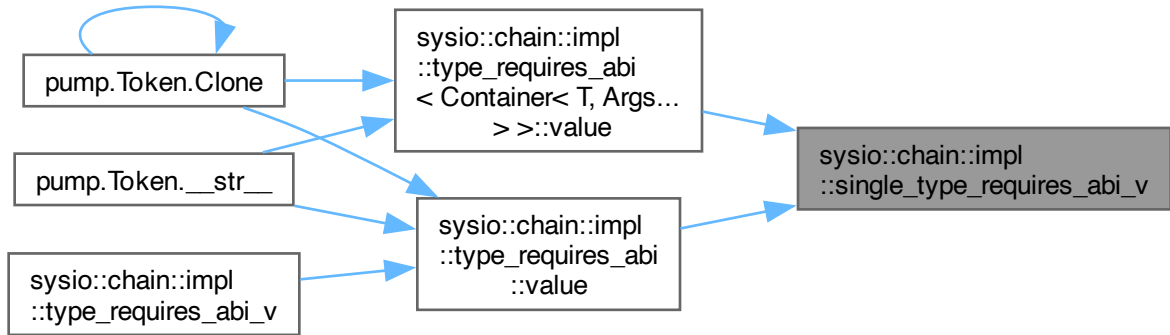 pump.Token.Clone
pump.Token.__str__
sysio::chain::impl
::type_requires_abi_v
sysio::chain::impl
::type_requires_abi
< Container< T, Args...
> >::value
sysio::chain::impl
::type_requires_abi
::value
sysio::chain::impl
::single_type_requires_abi_v